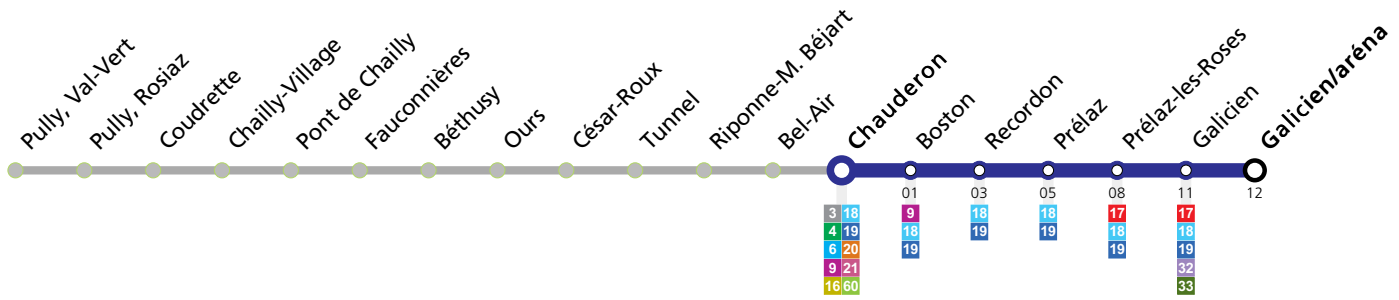 Pully, Val-Vert
Pully, Rosiaz
Coudrette
Chailly-Village
Pont de Chailly
Fauconnières
Béthusy
Ours
César-Roux
Tunnel
Riponne-M. Béjart
Bel-Air
Chauderon
Boston
Recordon
Prélaz
Prélaz-les-Roses
Galicien
Galicien/aréna
01 03 05 08 11 12
3 18 9 18 18 17 17
4 19 18 19 19 18 18
6 20 19 19 19
9 21 32
16 60 33